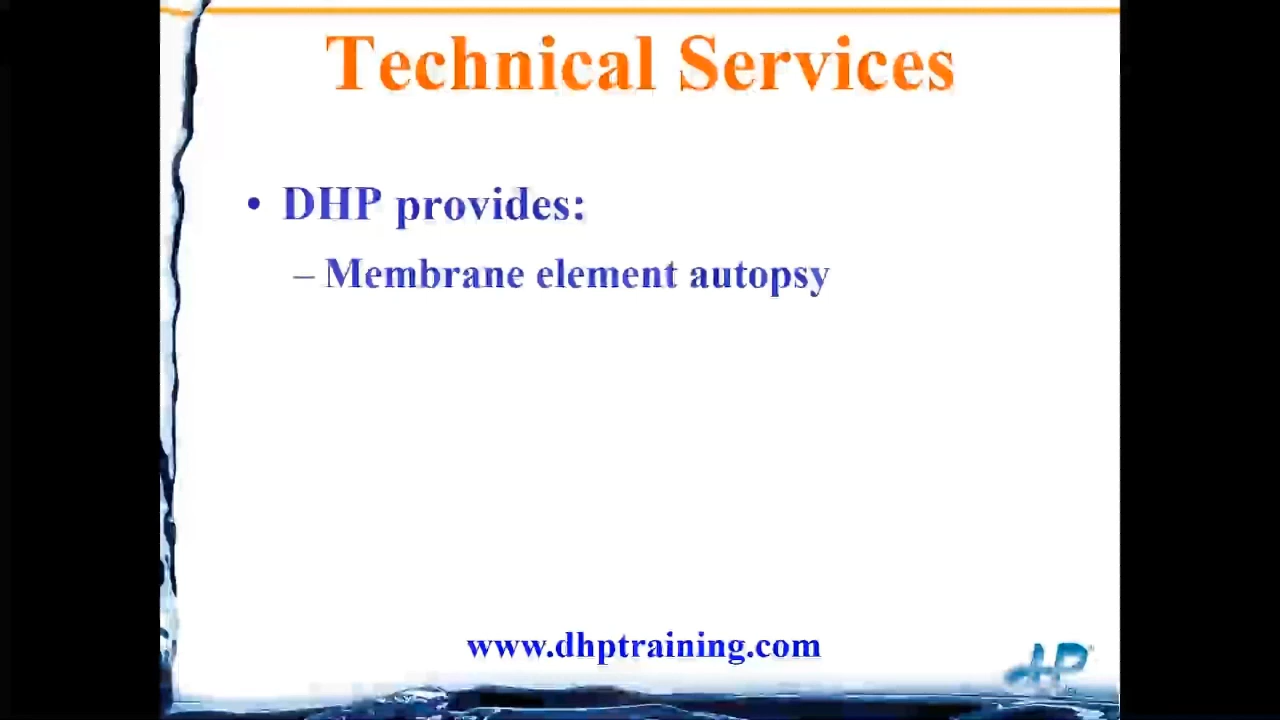 Technical Services
• DHP provides:
– Membrane element autopsy
www.dhptraining.com